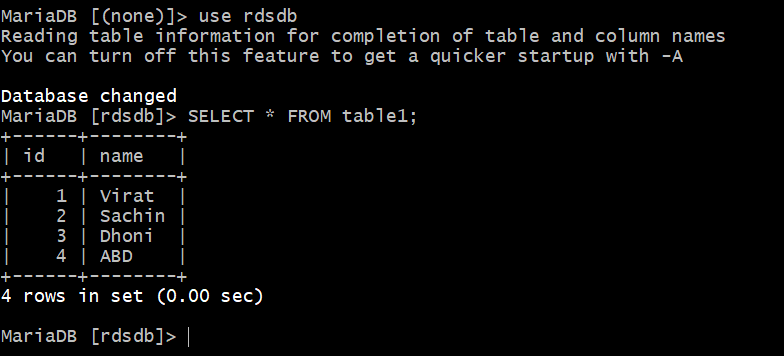 MariaDB [(none)]> use rdsdb
Reading table information for completion of table and column names
You can turn off this feature to get a quicker startup with -A

Database changed
MariaDB [rdsdb]> SELECT * FROM table1;
+------+--------+
| id   | name   |
+------+--------+
|    1 | Virat  |
|    2 | Sachin |
|    3 | Dhoni  |
|    4 | ABD    |
+------+--------+
4 rows in set (0.00 sec)

MariaDB [rdsdb]>